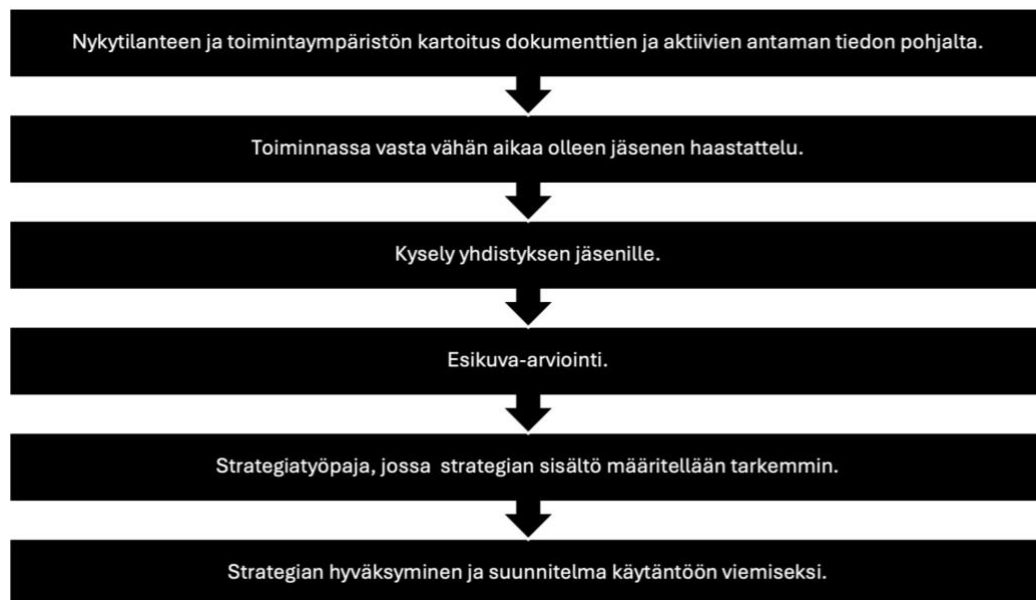 Nykytilanteen ja toimintaympäristön kartoitus dokumenttien ja aktiivien antaman tiedon pohjalta.
Toiminnassa vasta vähän aikaa olleen jäsenen haastattelu.
Kysely yhdistyksen jäsenille.
Esikuva-arviointi.
Strategiatyöpaja, jossa strategian sisältö määritellään tarkemmin.
Strategian hyväksyminen ja suunnitelma käytäntöön viemiseksi.